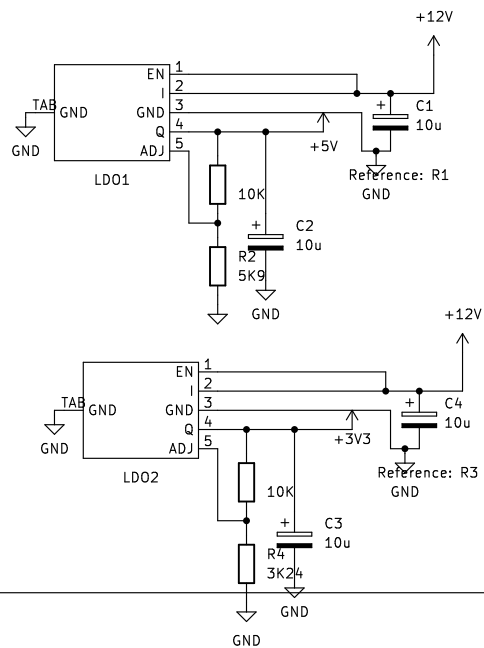 +12V
EN 1
I 2
TAB GND
GND 3
C1
+
10u
Q 4
ADJ 5
+5V
GND
LDO1
Reference: R1
GND
10K
+
C2
10u
R2
5K9
GND
+12V
EN 1
I 2
TAB GND
GND 3
C4
+
10u
Q 4
ADJ 5
+3V3
GND
LDO2
Reference: R3
GND
10K
+
C3
10u
R4
3K24
GND
GND